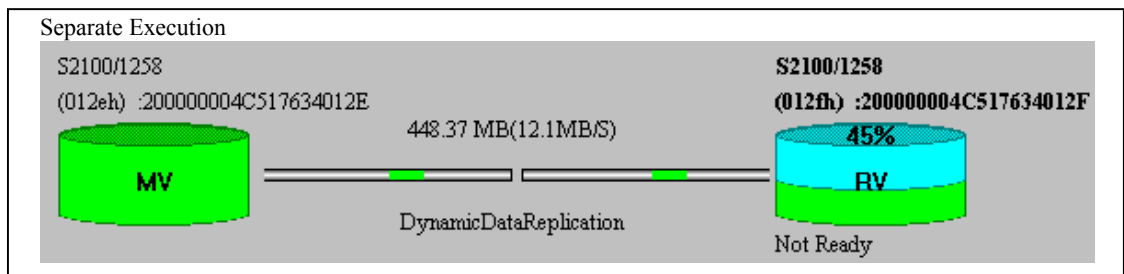 Separate Execution
S2100/1258
(012eh) :200000004C517634012E
S2100/1258
(012fh) :200000004C517634012F
448.37 MB(12.1MB/S)
45%
MV
RV
DynamicDataReplication
Not Ready